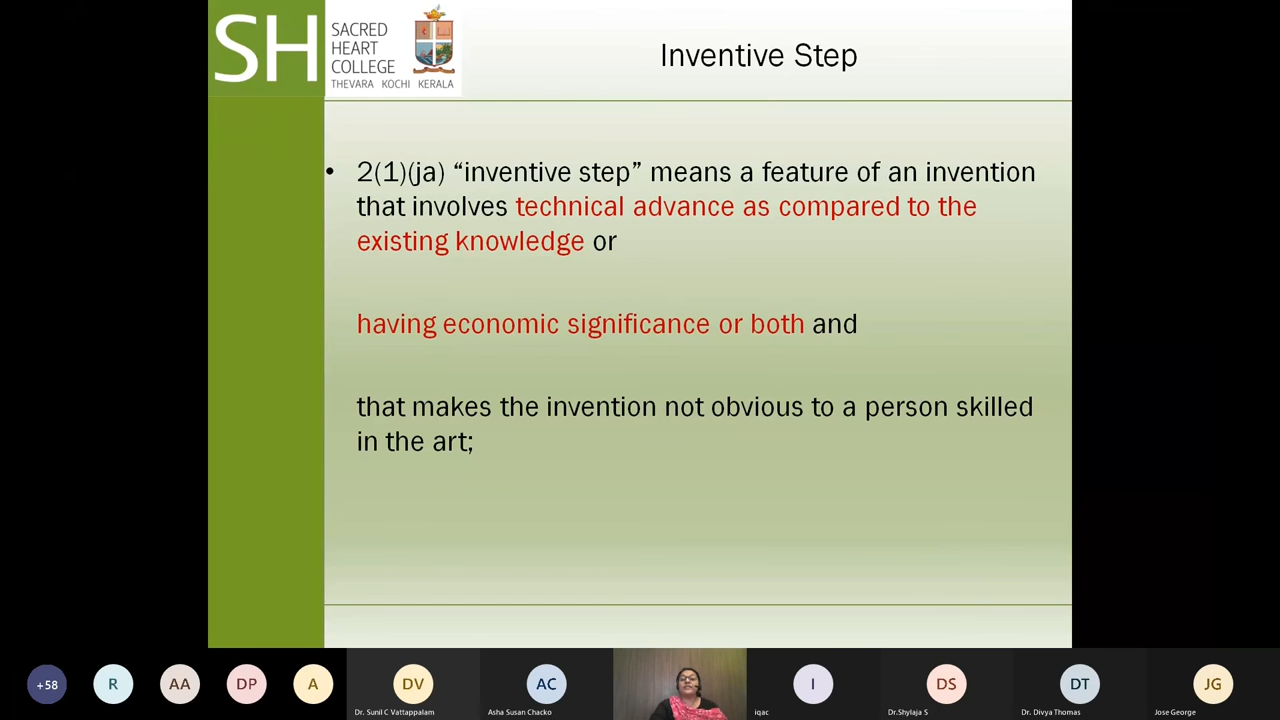 SH
SACRED
HEART
COLLEGE
THEVARA KOCHI KERALA
Inventive Step
• 2(1)(ja) “inventive step” means a feature of an invention
that involves technical advance as compared to the
existing knowledge or
having economic significance or both and
that makes the invention not obvious to a person skilled
in the art;
+58
R
AA
DP
A
DV
AC
I
DS
DT
JG
Dr. Sunil C Vattappalam
Asha Susan Chacko
iqac
Dr.Shylaja S
Dr. Divya Thomas
Jose George